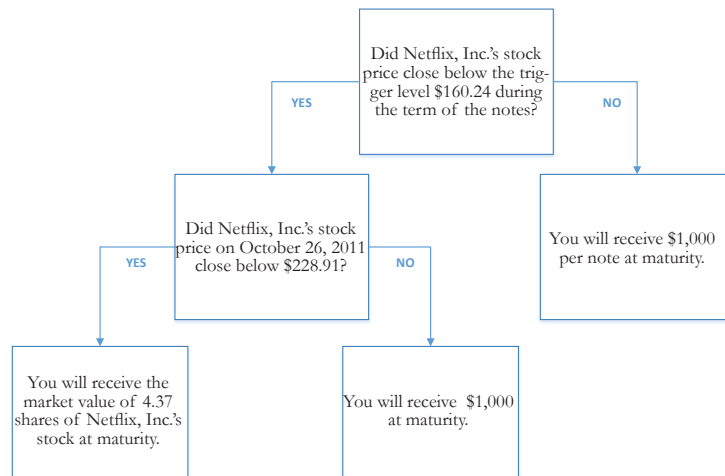 Did Netflix, Inc.'s stock
price close below the trig-
ger level $160.24 during
the term of the notes?
YES
NO
Did Netflix, Inc.'s stock
price on October 26, 2011
close below $228.91?
You will receive $1,000
per note at maturity.
YES
NO
You will receive the
market value of 4.37
shares of Netflix, Inc.'s
stock at maturity.
You will receive $1,000
at maturity.